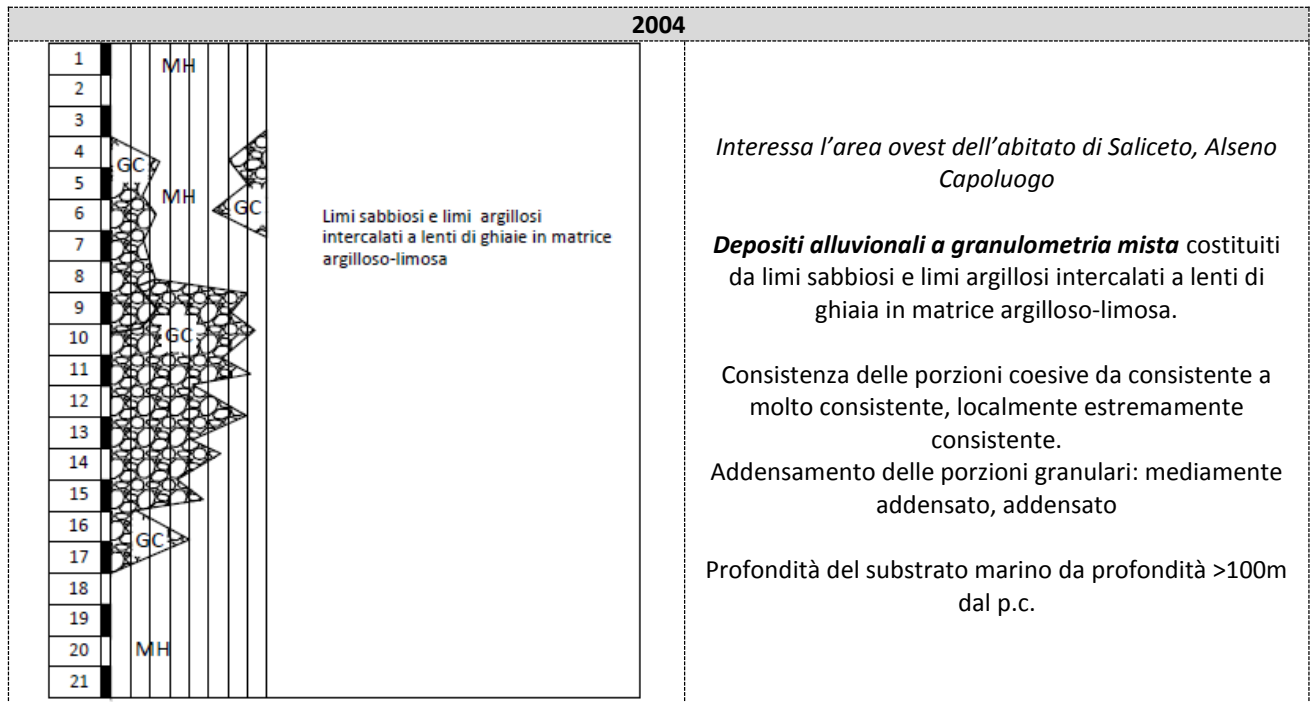 2004
1
2
3
4
5
6
7
8
9
10
11
12
13
14
15
16
17
18
19
20
21
MH
GC
MH
GC
GC
GC
MH
Limi sabbiosi e limi argillosi
intercalati a lenti di ghiaie in matrice
argilloso-limosa
Interessa l’area ovest dell’abitato di Saliceto, Alseno
Capoluogo
Depositi alluvionali a granulometria mista costituiti
da limi sabbiosi e limi argillosi intercalati a lenti di
ghiaia in matrice argilloso-limosa.
Consistenza delle porzioni coesive da consistente a
molto consistente, localmente estremamente
consistente.
Addensamento delle porzioni granulari: mediamente
addensato, addensato
Profondità del substrato marino da profondità >100m
dal p.c.